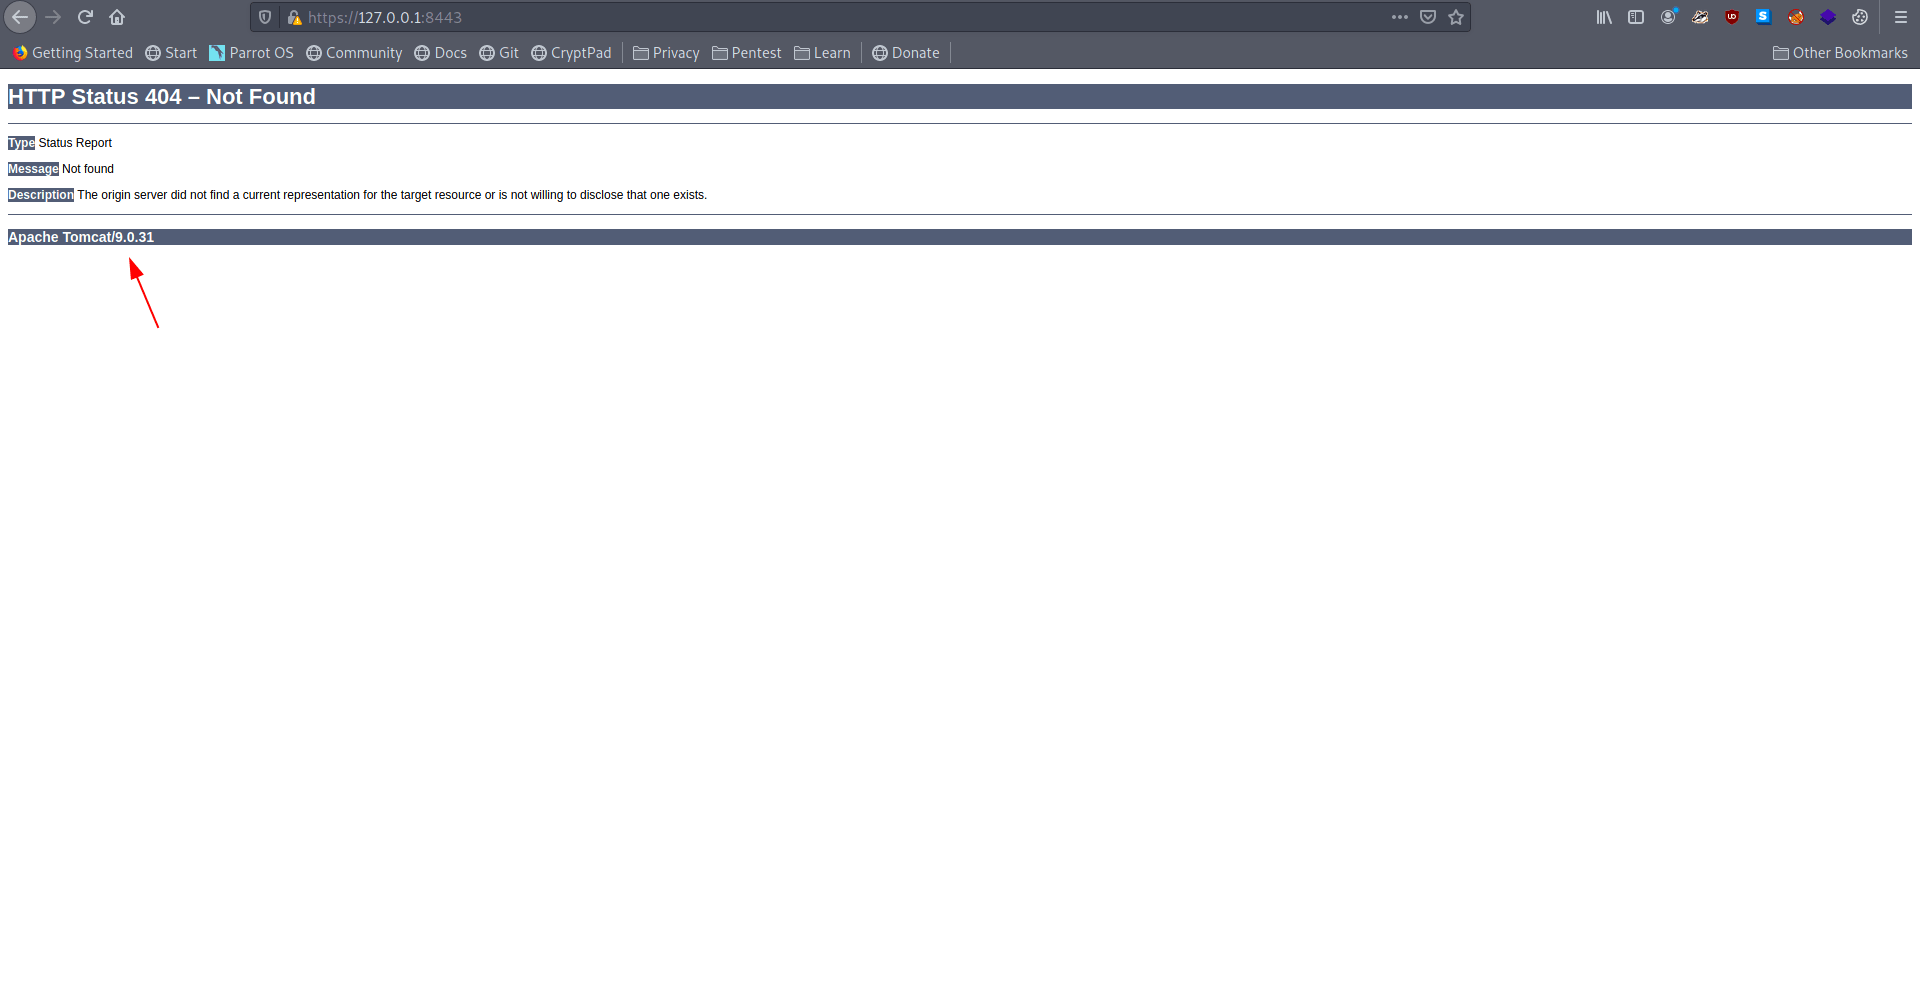 https://127.0.0.1:8443
Getting Started Start Parrot OS Community Docs Git CryptPad Privacy Pentest Learn Donate Other Bookmarks
HTTP Status 404 – Not Found
Type Status Report
Message Not found
Description The origin server did not find a current representation for the target resource or is not willing to disclose that one exists.
Apache Tomcat/9.0.31